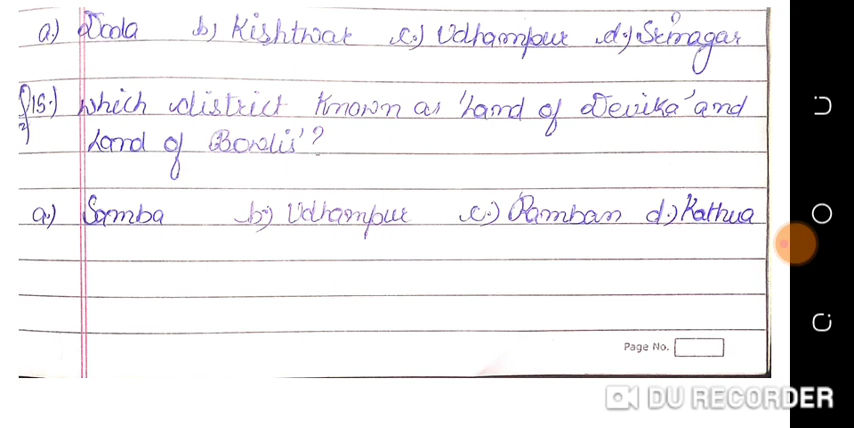 a.) Doda b) Kishtwar c.) Udhampur d.) Srinagar
Q15.) which district known as 'Land of Devika' and
Land of Bowlis'?
a.) Samba b.) Udhampur c.) Ramban d.) Kathua
Page No.
DU RECORDER